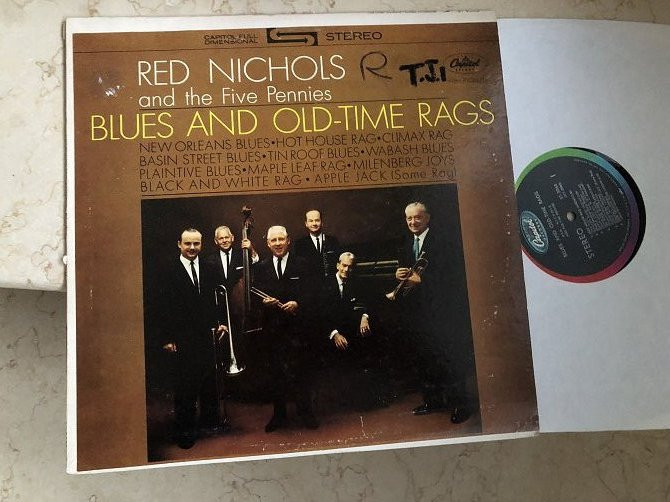 CAPITOL FULL
DIMENSIONAL
STEREO
RED NICHOLS
R
T.J.1
Capitol
and the Five Pennies
BLUES AND OLD-TIME RAGS
NEW ORLEANS BLUES•HOT HOUSE RAG•CLIMAX RAG
BASIN STREET BLUES•TIN ROOF BLUES•WABASH BLUES
PLAINTIVE BLUES•MAPLE LEAF RAG•MILENBERG JOYS
BLACK AND WHITE RAG • APPLE JACK (Some Rag)
Capitol
STEREO